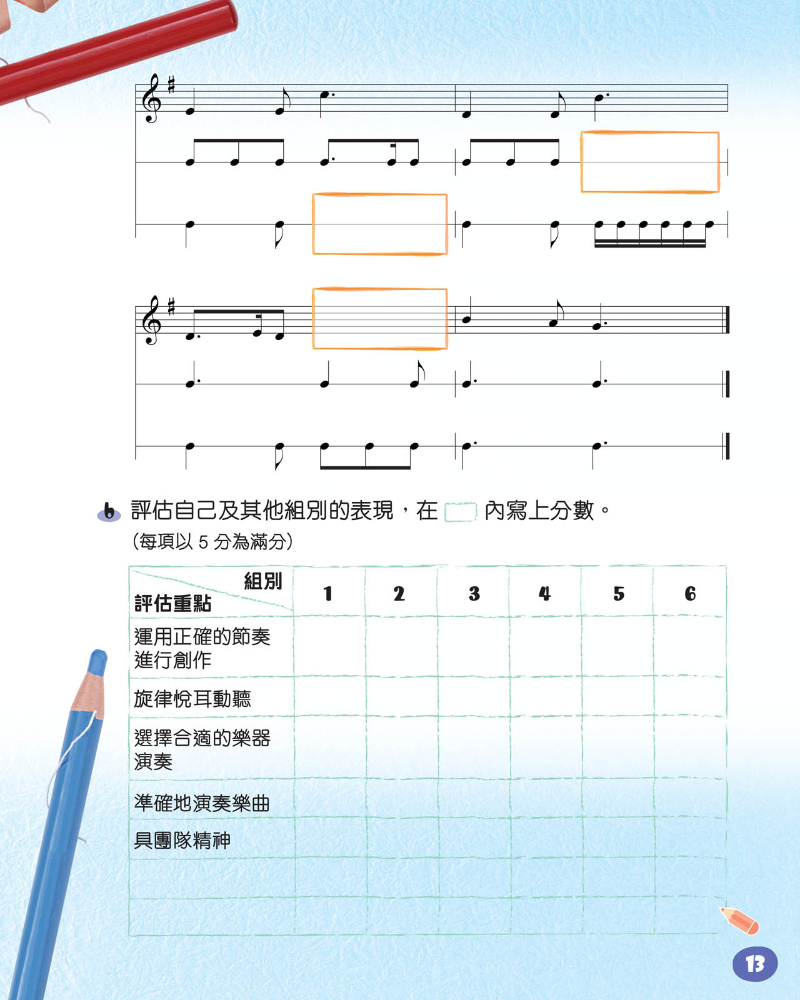 b 評估自己及其他組別的表現，在 內寫上分數。
（每項以 5 分為滿分）
組別 1 2 3 4 5 6
評估重點
運用正確的節奏
進行創作
旋律悅耳動聽
選擇合適的樂器
演奏
準確地演奏樂曲
具團隊精神
13